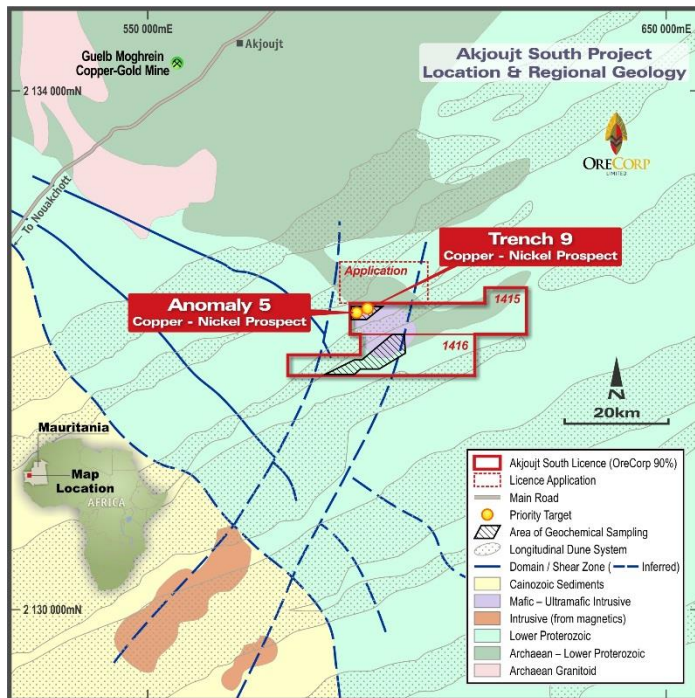 550 000mE
650 000mE
Guelb Moghrein
Copper-Gold Mine
Akjoujt
Akjoujt South Project
Location & Regional Geology
2 134 000mN
ORECORP
LIMITED
To Nouakchott
Trench 9
Copper - Nickel Prospect
Application
1415
Anomaly 5
Copper - Nickel Prospect
1416
N
20km
Mauritania
Map
Location
AFRICA
2 130 000mN
Akjoujt South Licence (OreCorp 90%)
Licence Application
Main Road
Priority Target
Area of Geochemical Sampling
Longitudinal Dune System
Domain / Shear Zone ( Inferred)
Cainozoic Sediments
Mafic – Ultramafic Intrusive
Intrusive (from magnetics)
Lower Proterozoic
Archaean – Lower Proterozoic
Archaean Granitoid